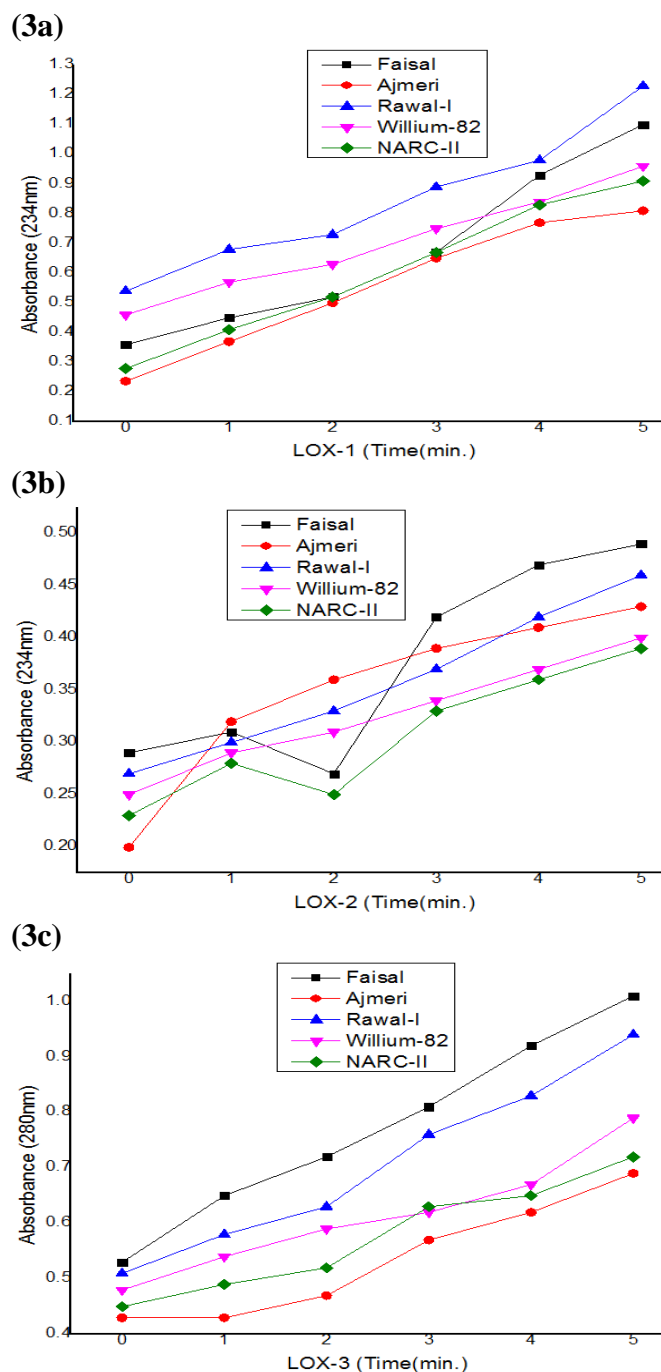 (3a)
Faisal
Ajmeri
Rawal-I
Willium-82
NARC-II
Absorbance (234nm)
1.3
1.2
1.1
1.0
0.9
0.8
0.7
0.6
0.5
0.4
0.3
0.2
0.1
0 1 2 3 4 5
LOX-1 (Time(min.)
(3b)
Faisal
Ajmeri
Rawal-I
Willium-82
NARC-II
Absorbance (234nm)
0.50
0.45
0.40
0.35
0.30
0.25
0.20
0 1 2 3 4 5
LOX-2 (Time(min.)
(3c)
Faisal
Ajmeri
Rawal-I
Willium-82
NARC-II
Absorbance (280nm)
1.0
0.9
0.8
0.7
0.6
0.5
0.4
0 1 2 3 4 5
LOX-3 (Time(min.)